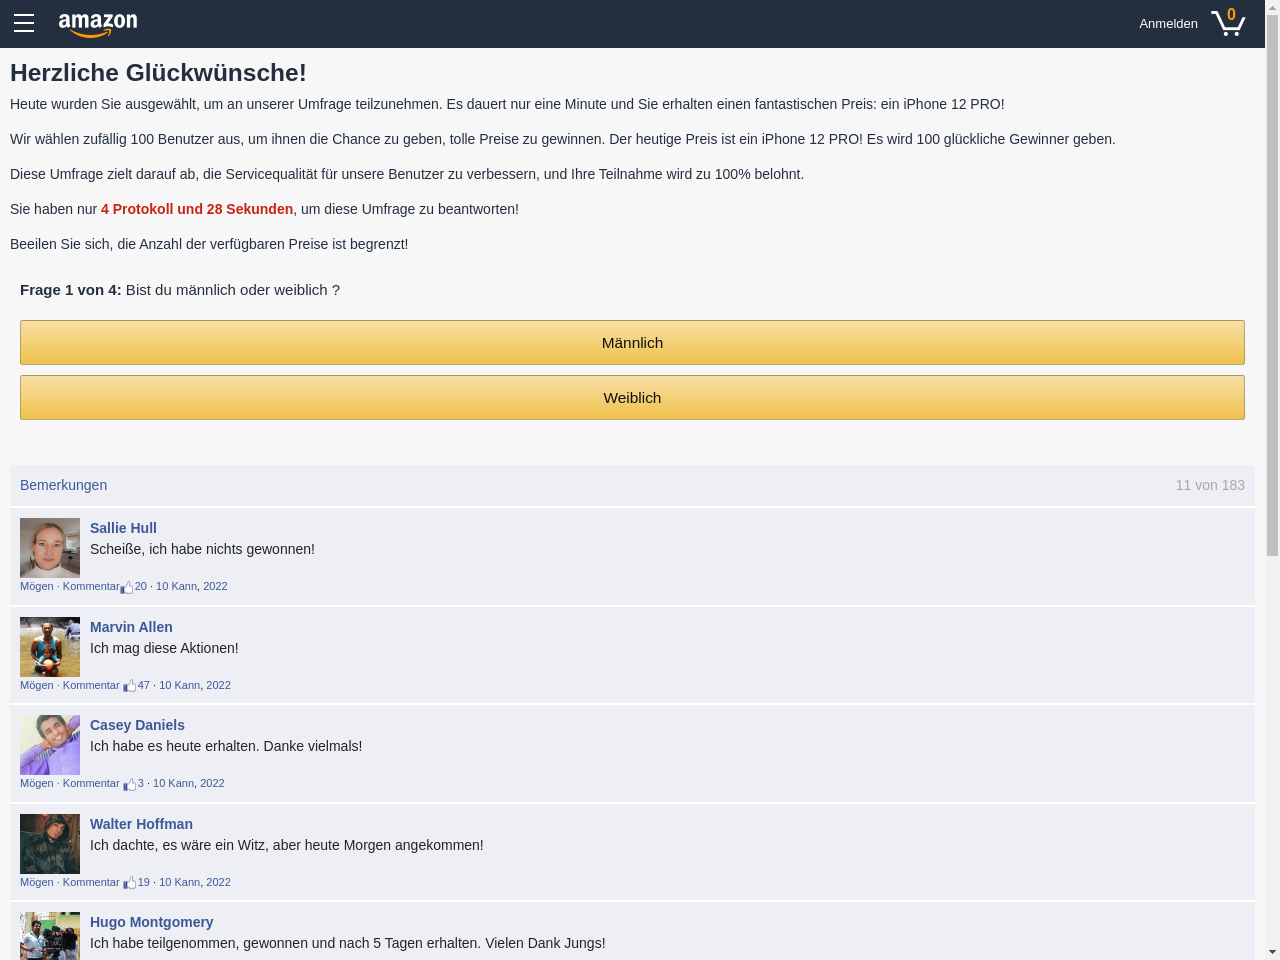 amazon
Anmelden
0
Herzliche Glückwünsche!
Heute wurden Sie ausgewählt, um an unserer Umfrage teilzunehmen. Es dauert nur eine Minute und Sie erhalten einen fantastischen Preis: ein iPhone 12 PRO!
Wir wählen zufällig 100 Benutzer aus, um ihnen die Chance zu geben, tolle Preise zu gewinnen. Der heutige Preis ist ein iPhone 12 PRO! Es wird 100 glückliche Gewinner geben.
Diese Umfrage zielt darauf ab, die Servicequalität für unsere Benutzer zu verbessern, und Ihre Teilnahme wird zu 100% belohnt.
Sie haben nur 4 Protokoll und 28 Sekunden, um diese Umfrage zu beantworten!
Beeilen Sie sich, die Anzahl der verfügbaren Preise ist begrenzt!
Frage 1 von 4: Bist du männlich oder weiblich ?
Männlich
Weiblich
Bemerkungen
11 von 183
Sallie Hull
Scheiße, ich habe nichts gewonnen!
Mögen · Kommentar 20 · 10 Kann, 2022
Marvin Allen
Ich mag diese Aktionen!
Mögen · Kommentar 47 · 10 Kann, 2022
Casey Daniels
Ich habe es heute erhalten. Danke vielmals!
Mögen · Kommentar 3 · 10 Kann, 2022
Walter Hoffman
Ich dachte, es wäre ein Witz, aber heute Morgen angekommen!
Mögen · Kommentar 19 · 10 Kann, 2022
Hugo Montgomery
Ich habe teilgenommen, gewonnen und nach 5 Tagen erhalten. Vielen Dank Jungs!